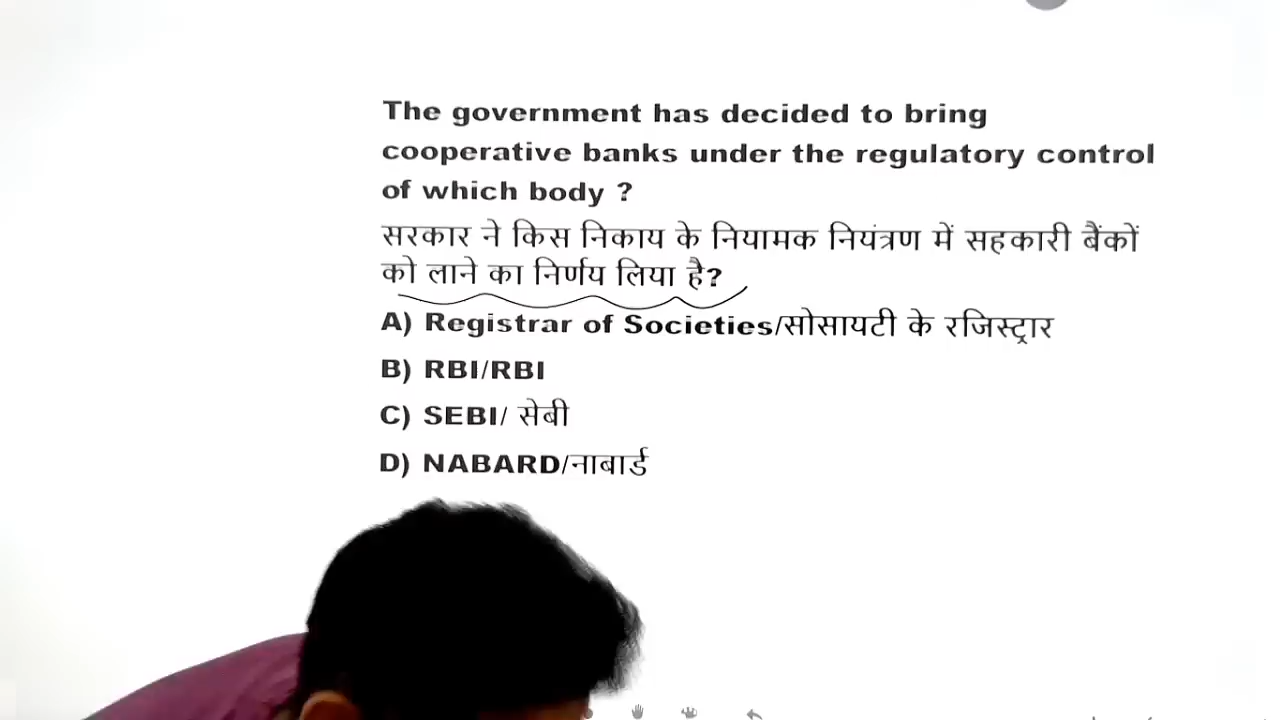 The government has decided to bring
cooperative banks under the regulatory control
of which body ?
सरकार ने किस निकाय के नियामक नियंत्रण में सहकारी बैंकों
को लाने का निर्णय लिया है?
A) Registrar of Societies/सोसायटी के रजिस्ट्रार
B) RBI/RBI
C) SEBI/ सेबी
D) NABARD/नाबार्ड